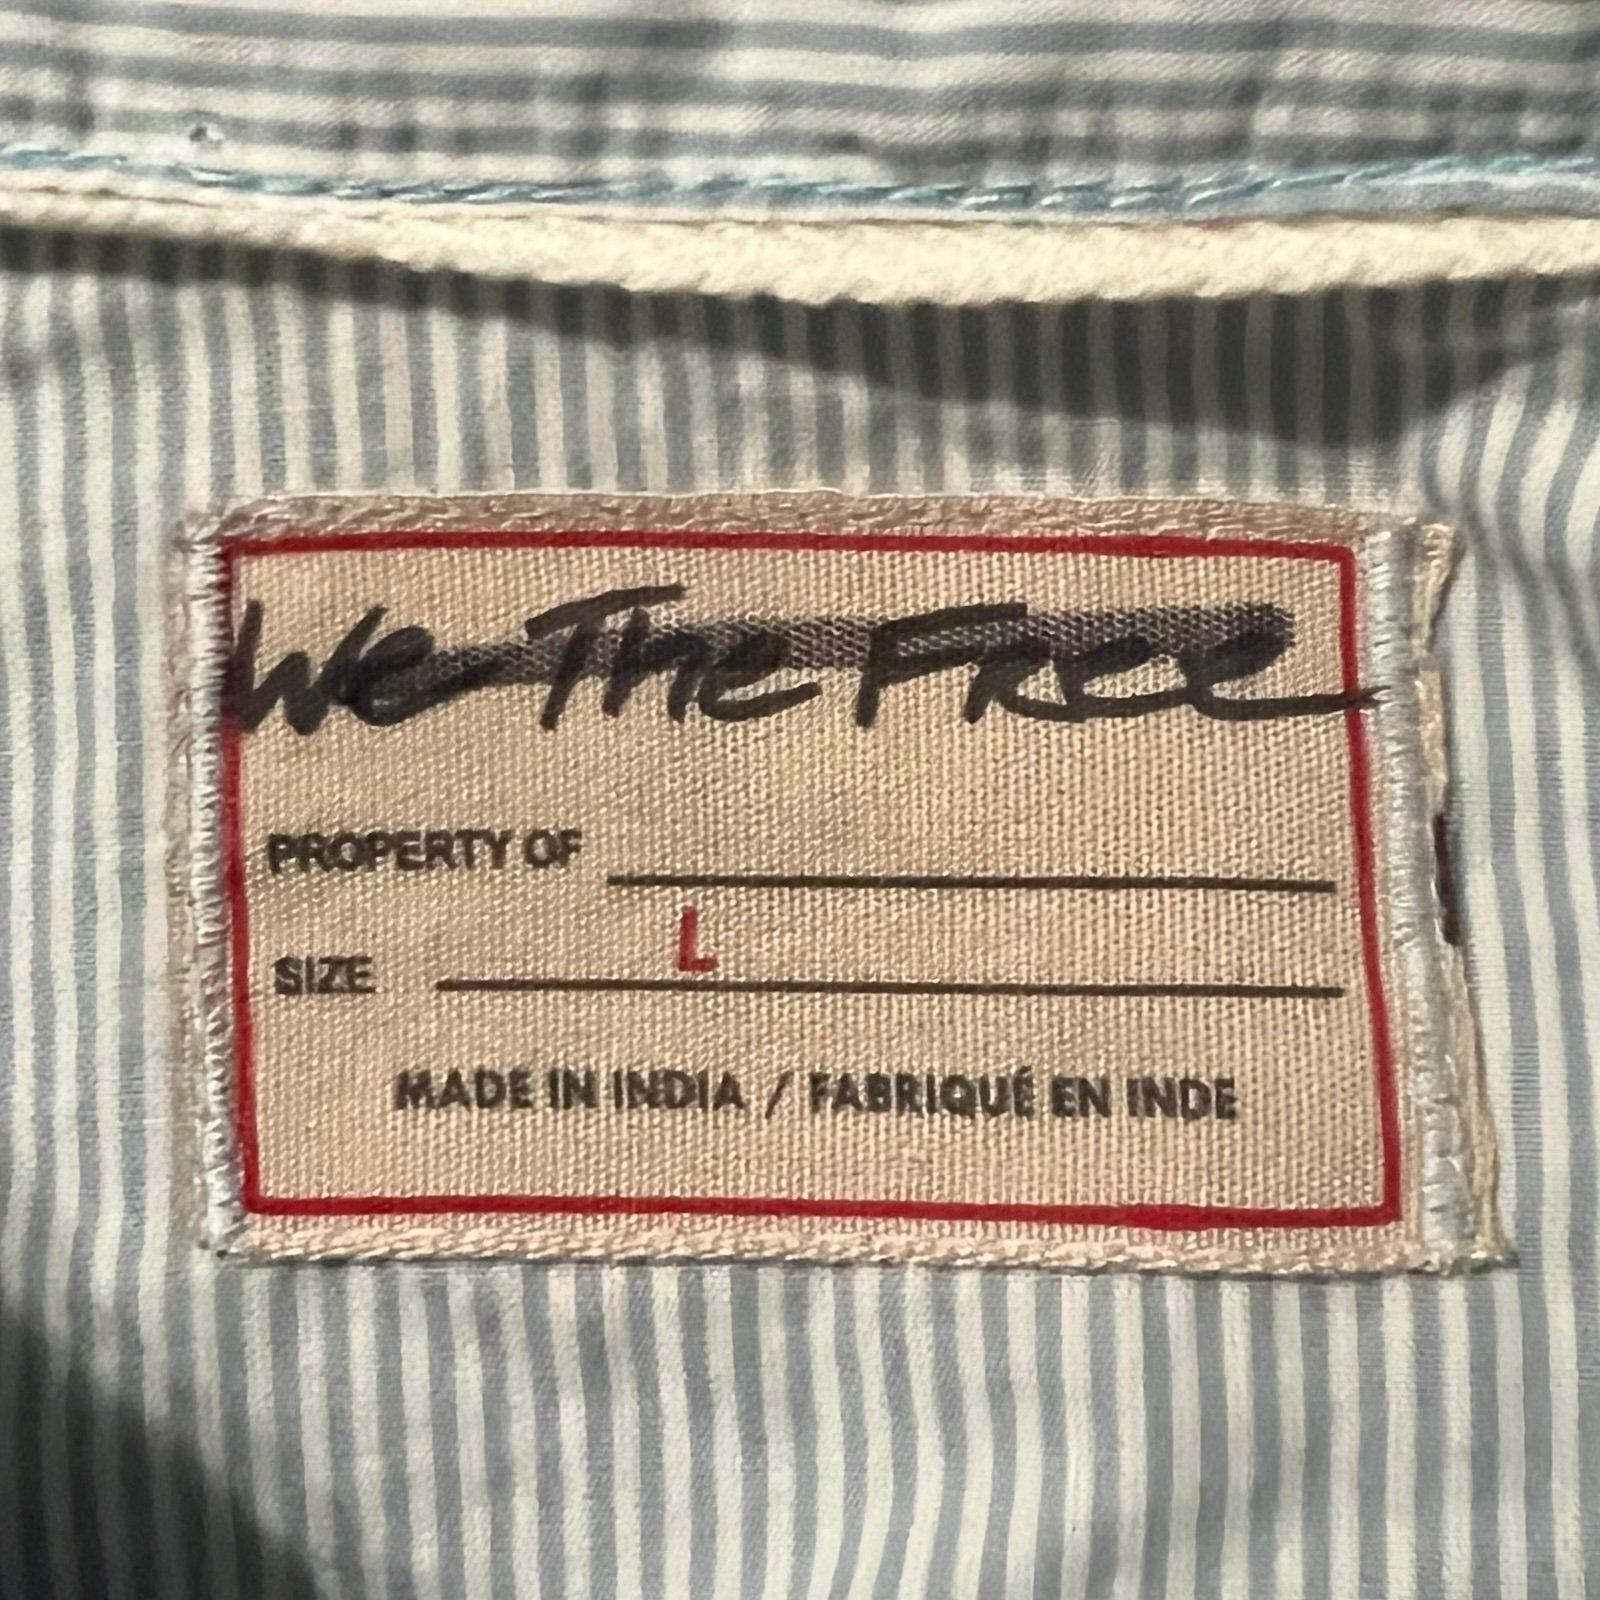 We The Free
PROPERTY OF
SIZE L
MADE IN INDIA / FABRIQUÉ EN INDE